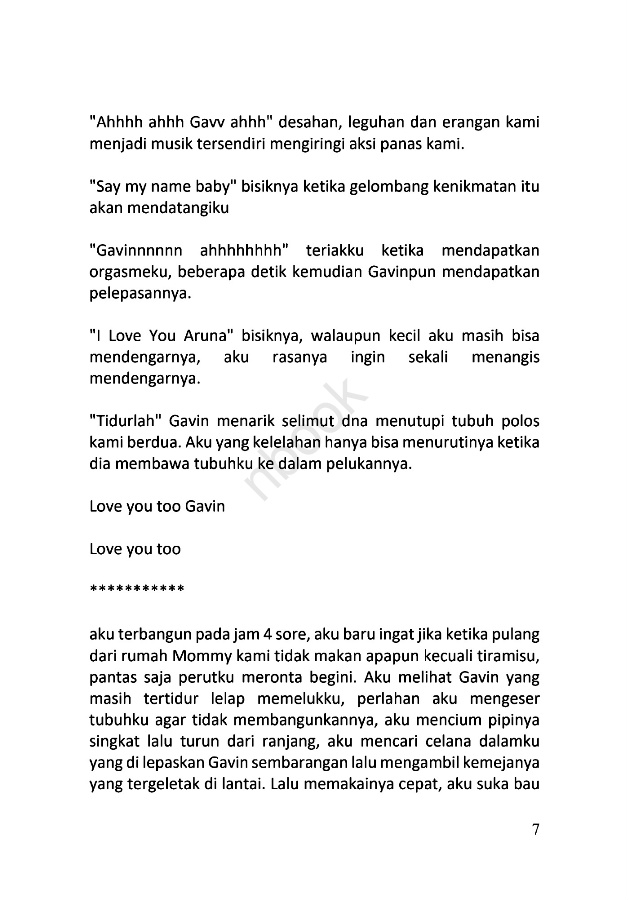 "Ahhhh ahhh Gavv ahhh" desahan, leguhan dan erangan kami
menjadi musik tersendiri mengiringi aksi panas kami.
"Say my name baby" bisiknya ketika gelombang kenikmatan itu
akan mendatangiku
"Gavinnnnnn ahhhhhhhh" teriakku ketika mendapatkan
orgasmeku, beberapa detik kemudian Gavinpun mendapatkan
pelepasannya.
"I Love You Aruna" bisiknya, walaupun kecil aku masih bisa
mendengarnya, aku rasanya ingin sekali menangis
mendengarnya.
"Tidurlah" Gavin menarik selimut dna menutupi tubuh polos
kami berdua. Aku yang kelelahan hanya bisa menurutinya ketika
dia membawa tubuhku ke dalam pelukannya.
nbook
Love you too Gavin
Love you too
***********
aku terbangun pada jam 4 sore, aku baru ingat jika ketika pulang
dari rumah Mommy kami tidak makan apapun kecuali tiramisu,
pantas saja perutku meronta begini. Aku melihat Gavin yang
masih tertidur lelap memelukku, perlahan aku mengeser
tubuhku agar tidak membangunkannya, aku mencium pipinya
singkat lalu turun dari ranjang, aku mencari celana dalamku
yang di lepaskan Gavin sembarangan lalu mengambil kemejanya
yang tergeletak di lantai. Lalu memakainya cepat, aku suka bau
7